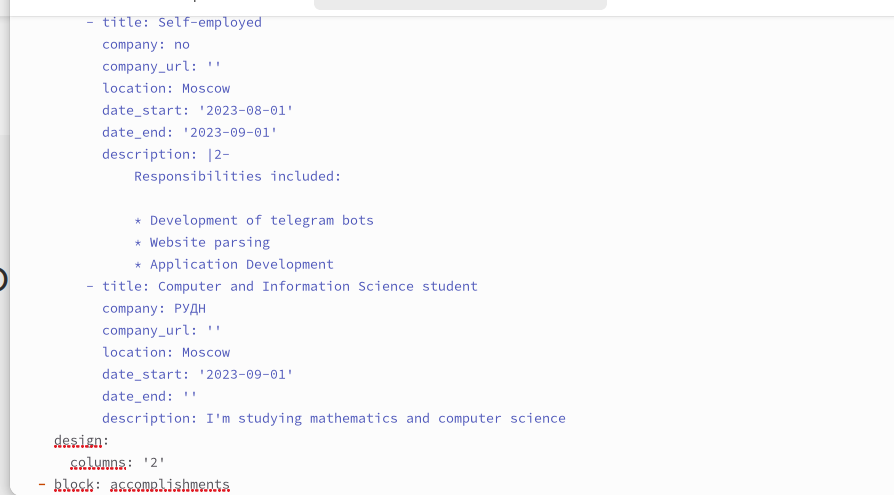 - title: Self-employed
company: no
company_url: ''
location: Moscow
date_start: '2023-08-01'
date_end: '2023-09-01'
description: |2-
Responsibilities included:
* Development of telegram bots
* Website parsing
* Application Development
- title: Computer and Information Science student
company: РУДН
company_url: ''
location: Moscow
date_start: '2023-09-01'
date_end: ''
description: I'm studying mathematics and computer science
design:
columns: '2'
- block: accomplishments